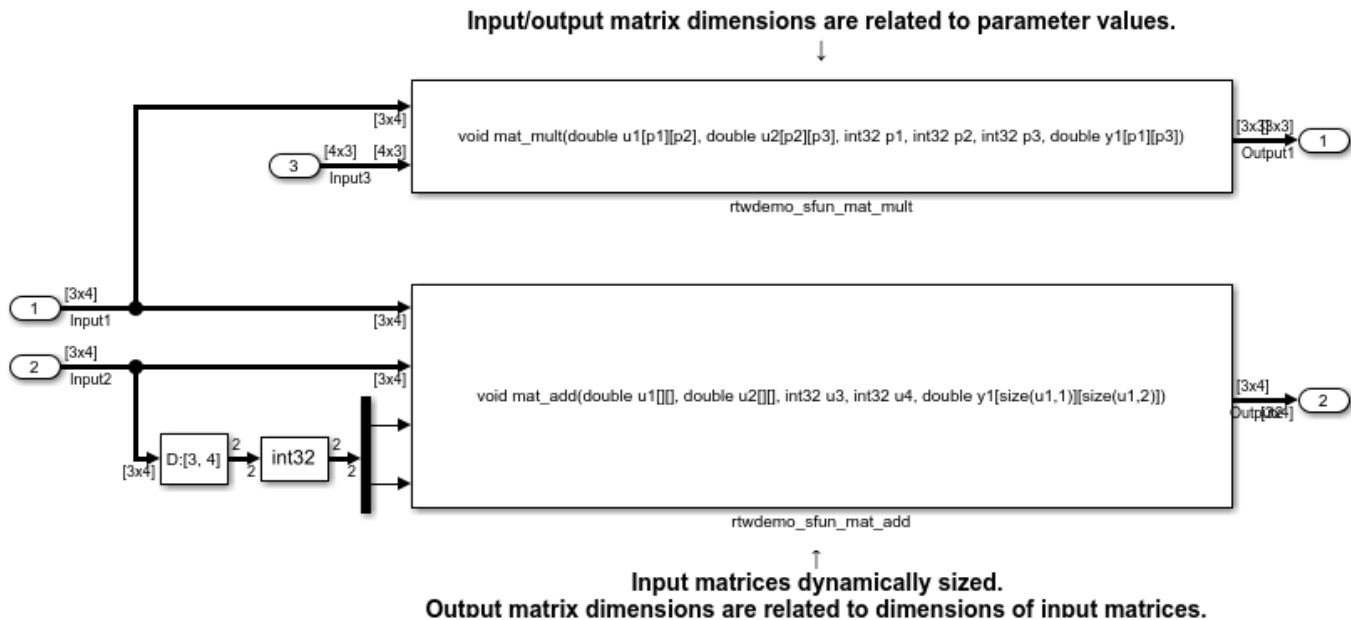 Input/output matrix dimensions are related to parameter values.
↓
[3x4]
void mat_mult(double u1[p1][p2], double u2[p2][p3], int32 p1, int32 p2, int32 p3, double y1[p1][p3])
[3x3]
[3x3]
1
Output1
[4x3]
[4x3]
3
Input3
rtwdemo_sfun_mat_mult
[3x4]
1
Input1
[3x4]
[3x4]
2
Input2
[3x4]
void mat_add(double u1[][], double u2[][], int32 u3, int32 u4, double y1[size(u1,1)][size(u1,2)])
[3x4]
2
Output2
[3x4]
[3x4]
D:[3, 4]
2
2
int32
2
2
rtwdemo_sfun_mat_add
↑
Input matrices dynamically sized.
Output matrix dimensions are related to dimensions of input matrices.